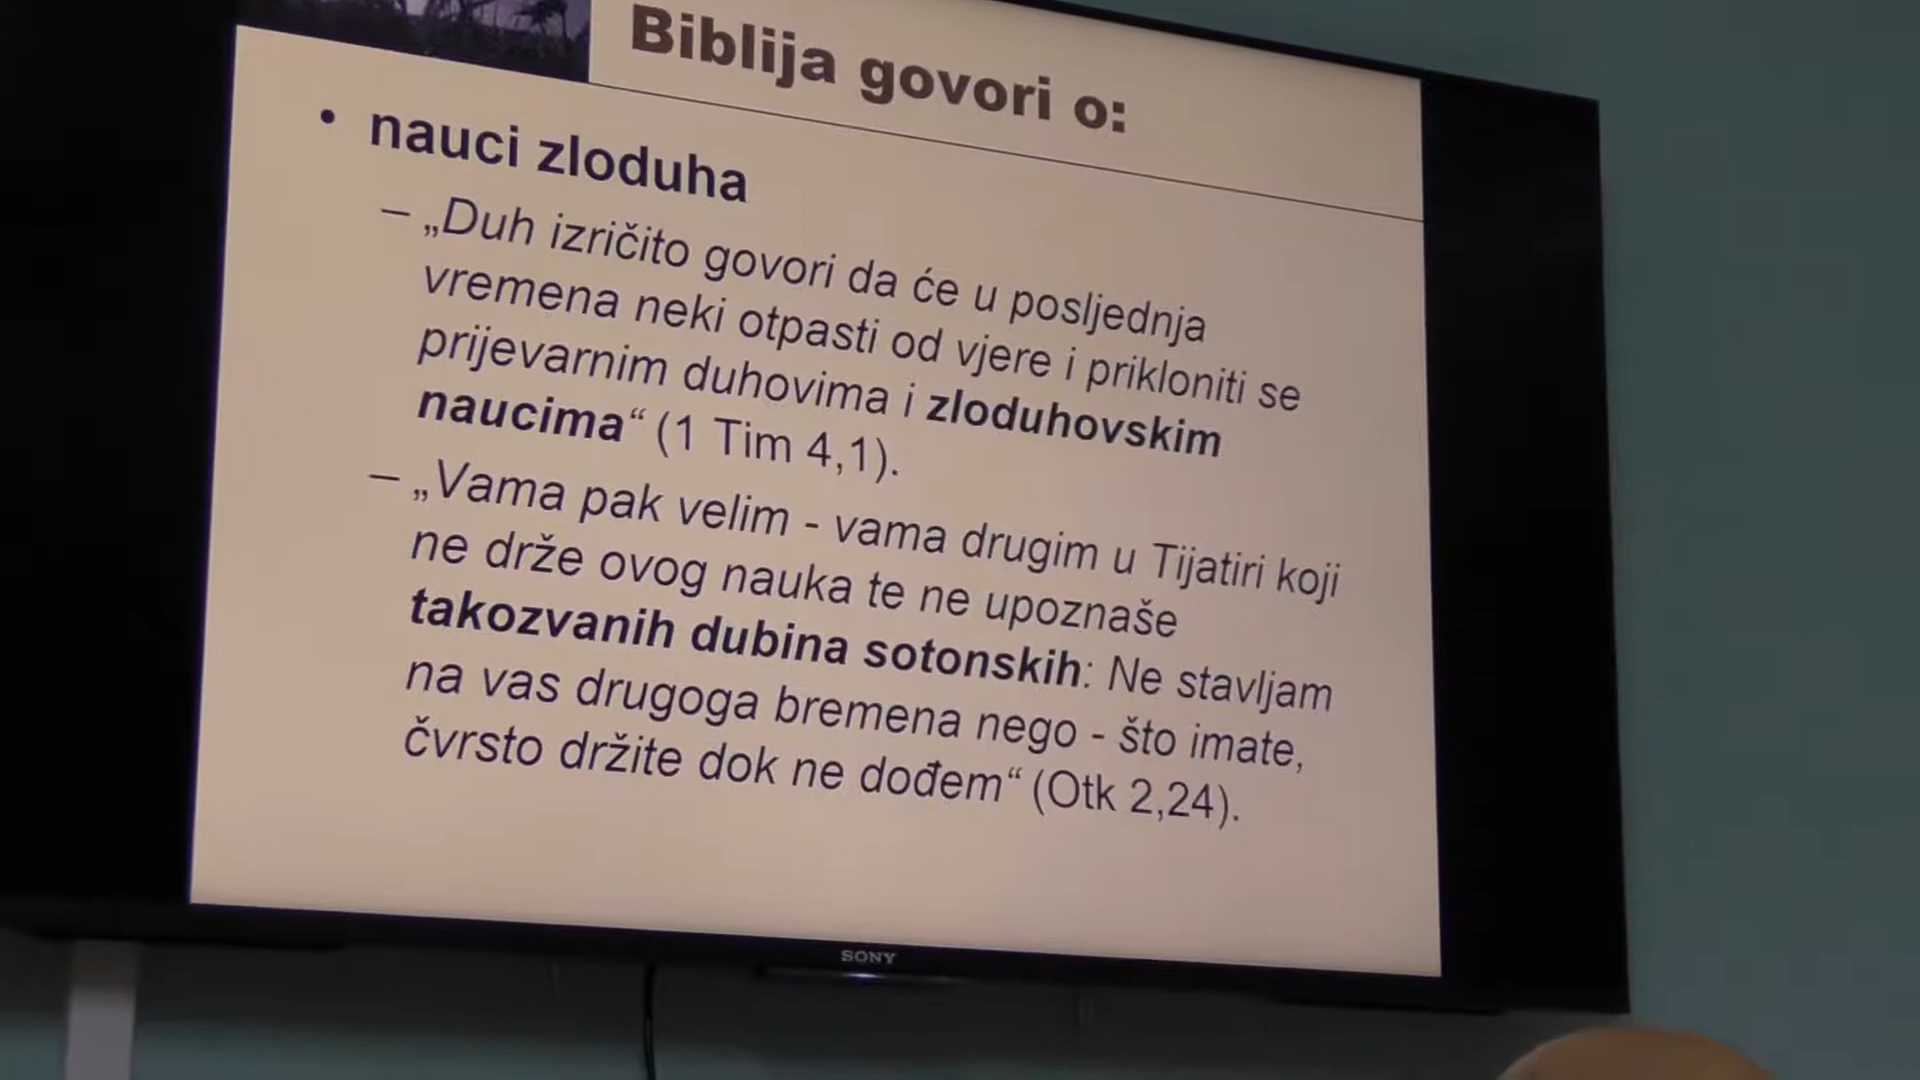 Biblija govori o:
• nauci zloduha
– „Duh izričito govori da će u posljednja
vremena neki otpasti od vjere i prikloniti se
prijevarnim duhovima i zloduhovskim
naucima“ (1 Tim 4,1).
– „Vama pak velim - vama drugim u Tijatiri koji
ne drže ovog nauka te ne upoznaše
takozvanih dubina sotonskih: Ne stavljam
na vas drugoga bremena nego - što imate,
čvrsto držite dok ne dođem“ (Otk 2,24).
SONY